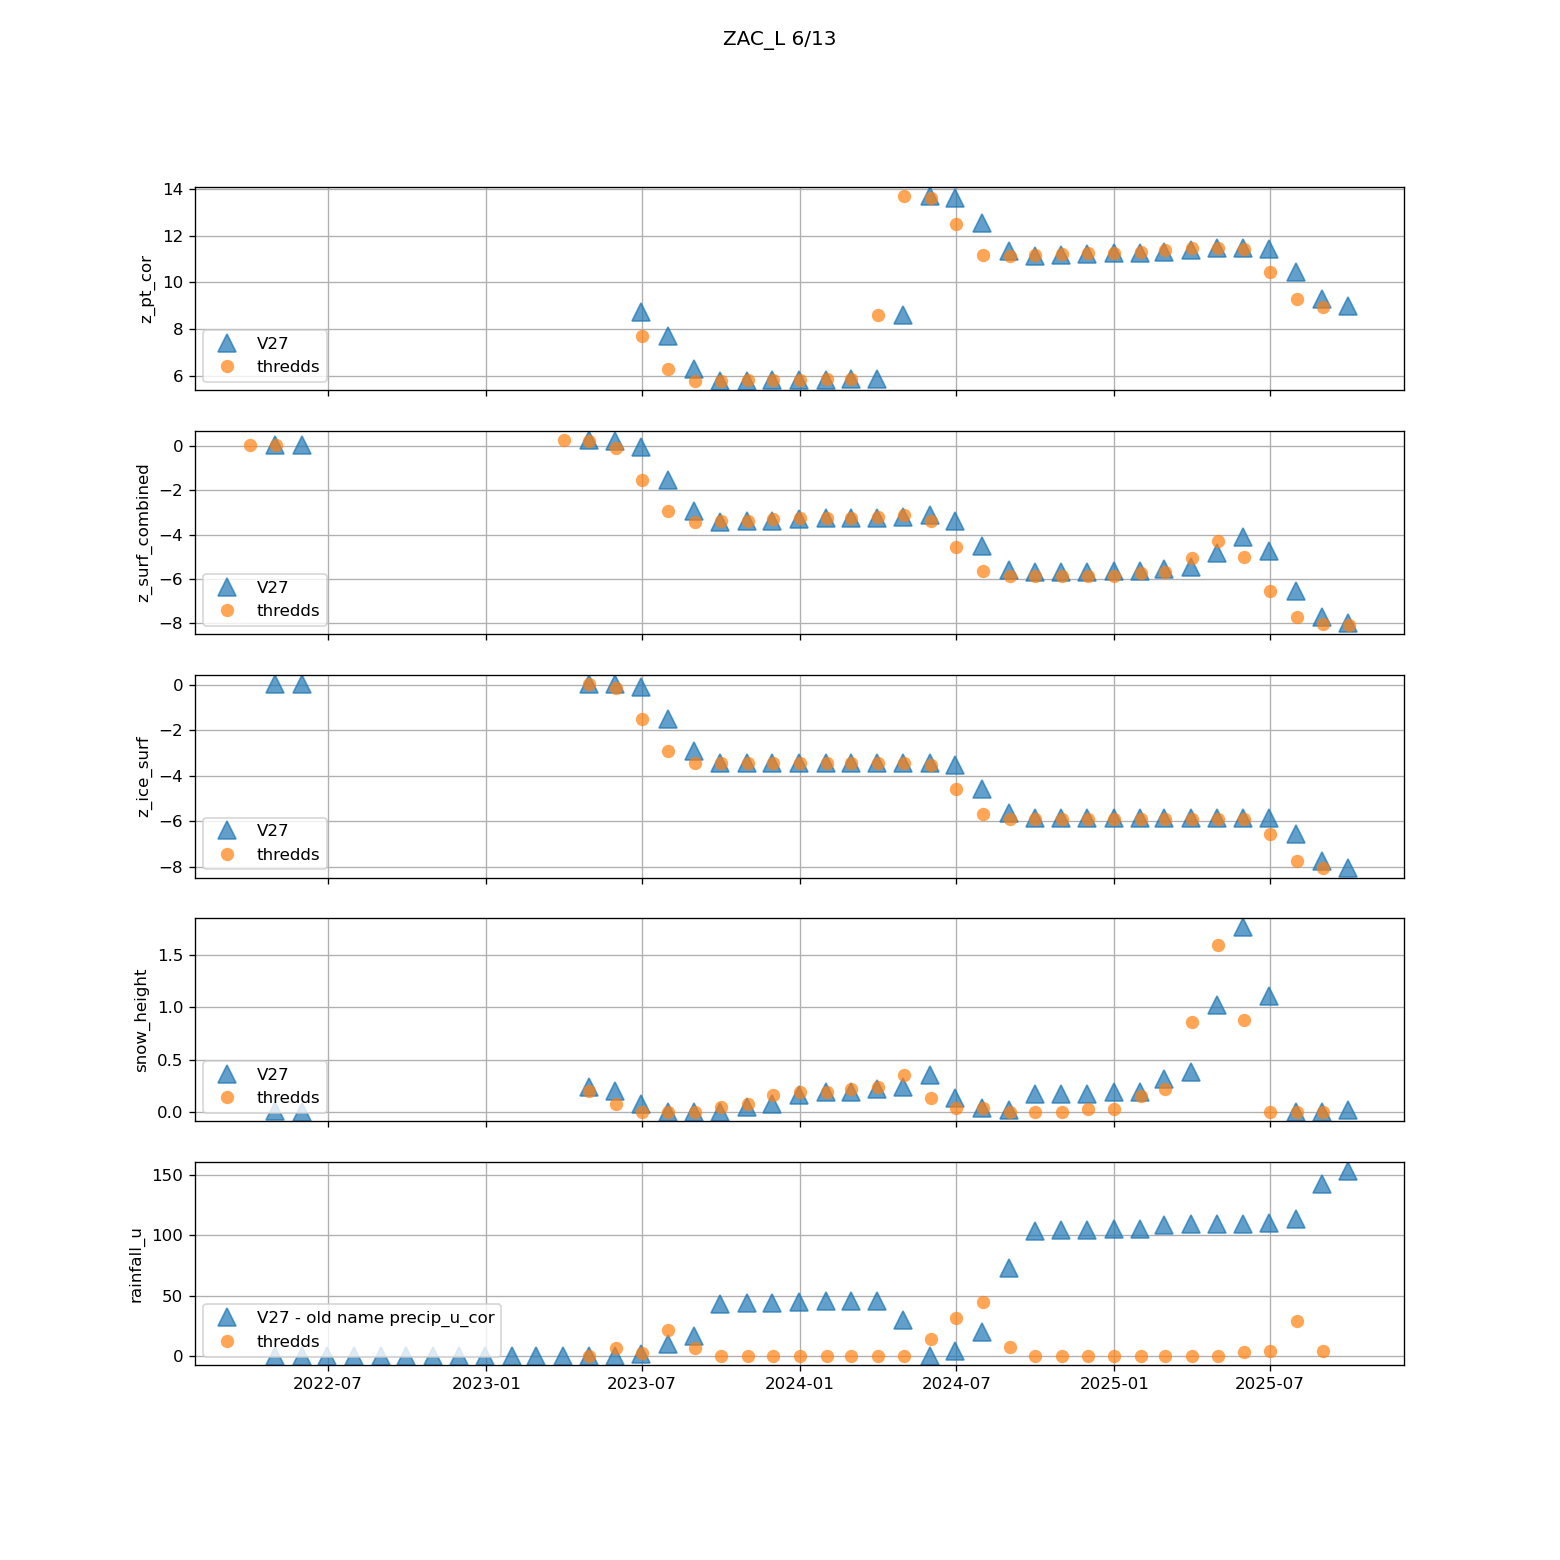 ZAC_L 6/13
z_pt_cor
14
12
10
8
6
V27
thredds
z_surf_combined
0
−2
−4
−6
−8
V27
thredds
z_ice_surf
0
−2
−4
−6
−8
V27
thredds
snow_height
1.5
1.0
0.5
0.0
V27
thredds
rainfall_u
150
100
50
0
V27 - old name precip_u_cor
thredds
2022-07 2023-01 2023-07 2024-01 2024-07 2025-01 2025-07